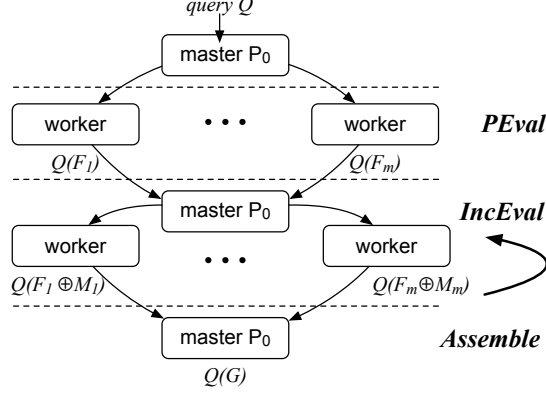 query Q
master P₀
worker
• • •
worker
PEval
Q(F₁)
Q(Fₘ)
master P₀
IncEval
worker
• • •
worker
Q(F₁ ⊕M₁)
Q(Fₘ⊕Mₘ)
master P₀
Assemble
Q(G)